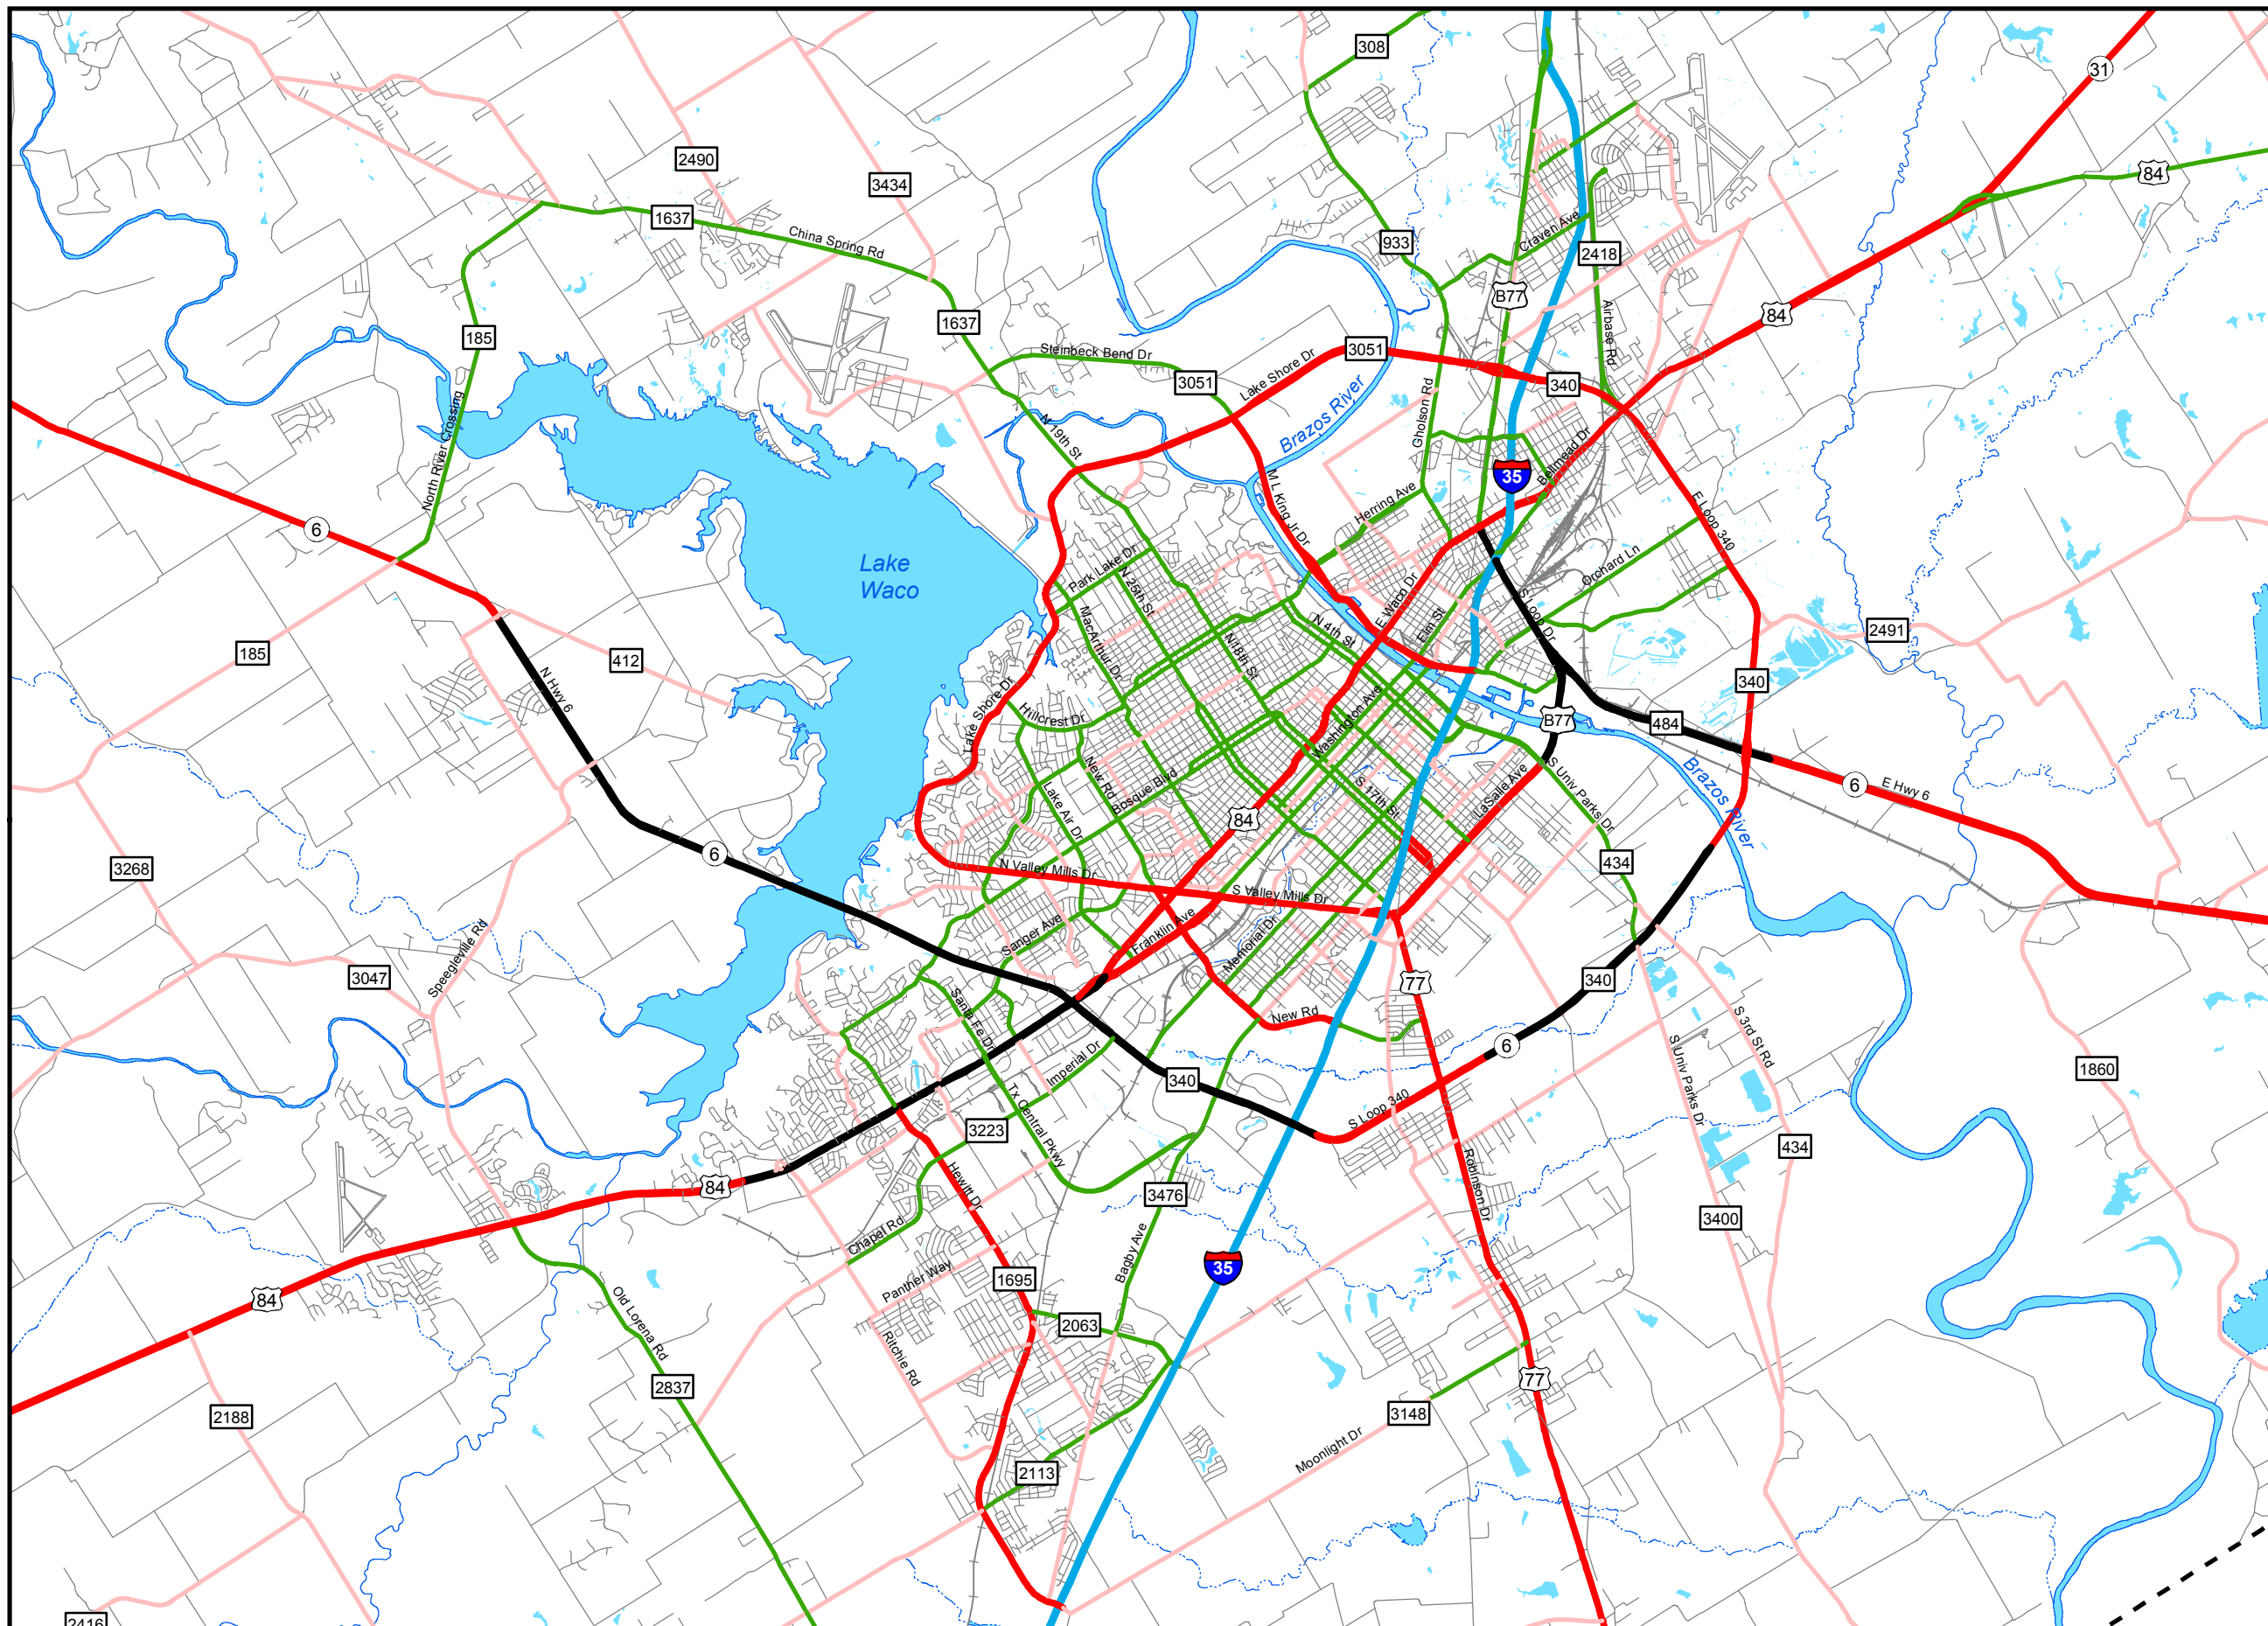 308
31
2490
3434
84
1637
China Spring Rd
933
Craven Ave
2418
B77
84
185
1637
Airbase Rd
Steinbeck Bend Dr
3051
3051
Lake Shore Dr
340
Brazos River
Gholson Rd
North River Crossing
N 19th St
Bellmead Dr
35
6
M L King Jr Dr
Herring Ave
E Loop 340
Lake
Waco
Park Lake Dr
N 25th St
Orchard Ln
E Waco Dr
S Loop Dr
MacArthur Dr
Elm St
N 4th St
N 18th St
185
412
2491
N Hwy 6
340
Lake Shore Dr
Hillcrest Dr
Washington Ave
B77
484
New Rd
Bosque Blvd
Lake Air Dr
S 17th St
LaSalle Ave
S Univ Parks Dr
Brazos River
6
E Hwy 6
84
6
3268
N Valley Mills Dr
S Valley Mills Dr
434
Sanger Ave
Franklin Ave
Memorial Dr
Speegleville Rd
3047
77
340
Santa Fe Dr
New Rd
S 3rd St Rd
Imperial Dr
6
S Univ Parks Dr
340
1860
Tx Central Pkwy
S Loop 340
3223
434
Hewitt Dr
84
3476
Robinson Dr
3400
Chapel Rd
Bagby Ave
35
Panther Way
1695
84
Old Lorena Rd
2063
Ritchie Rd
2837
77
2188
3148
Moonlight Dr
2113
2416